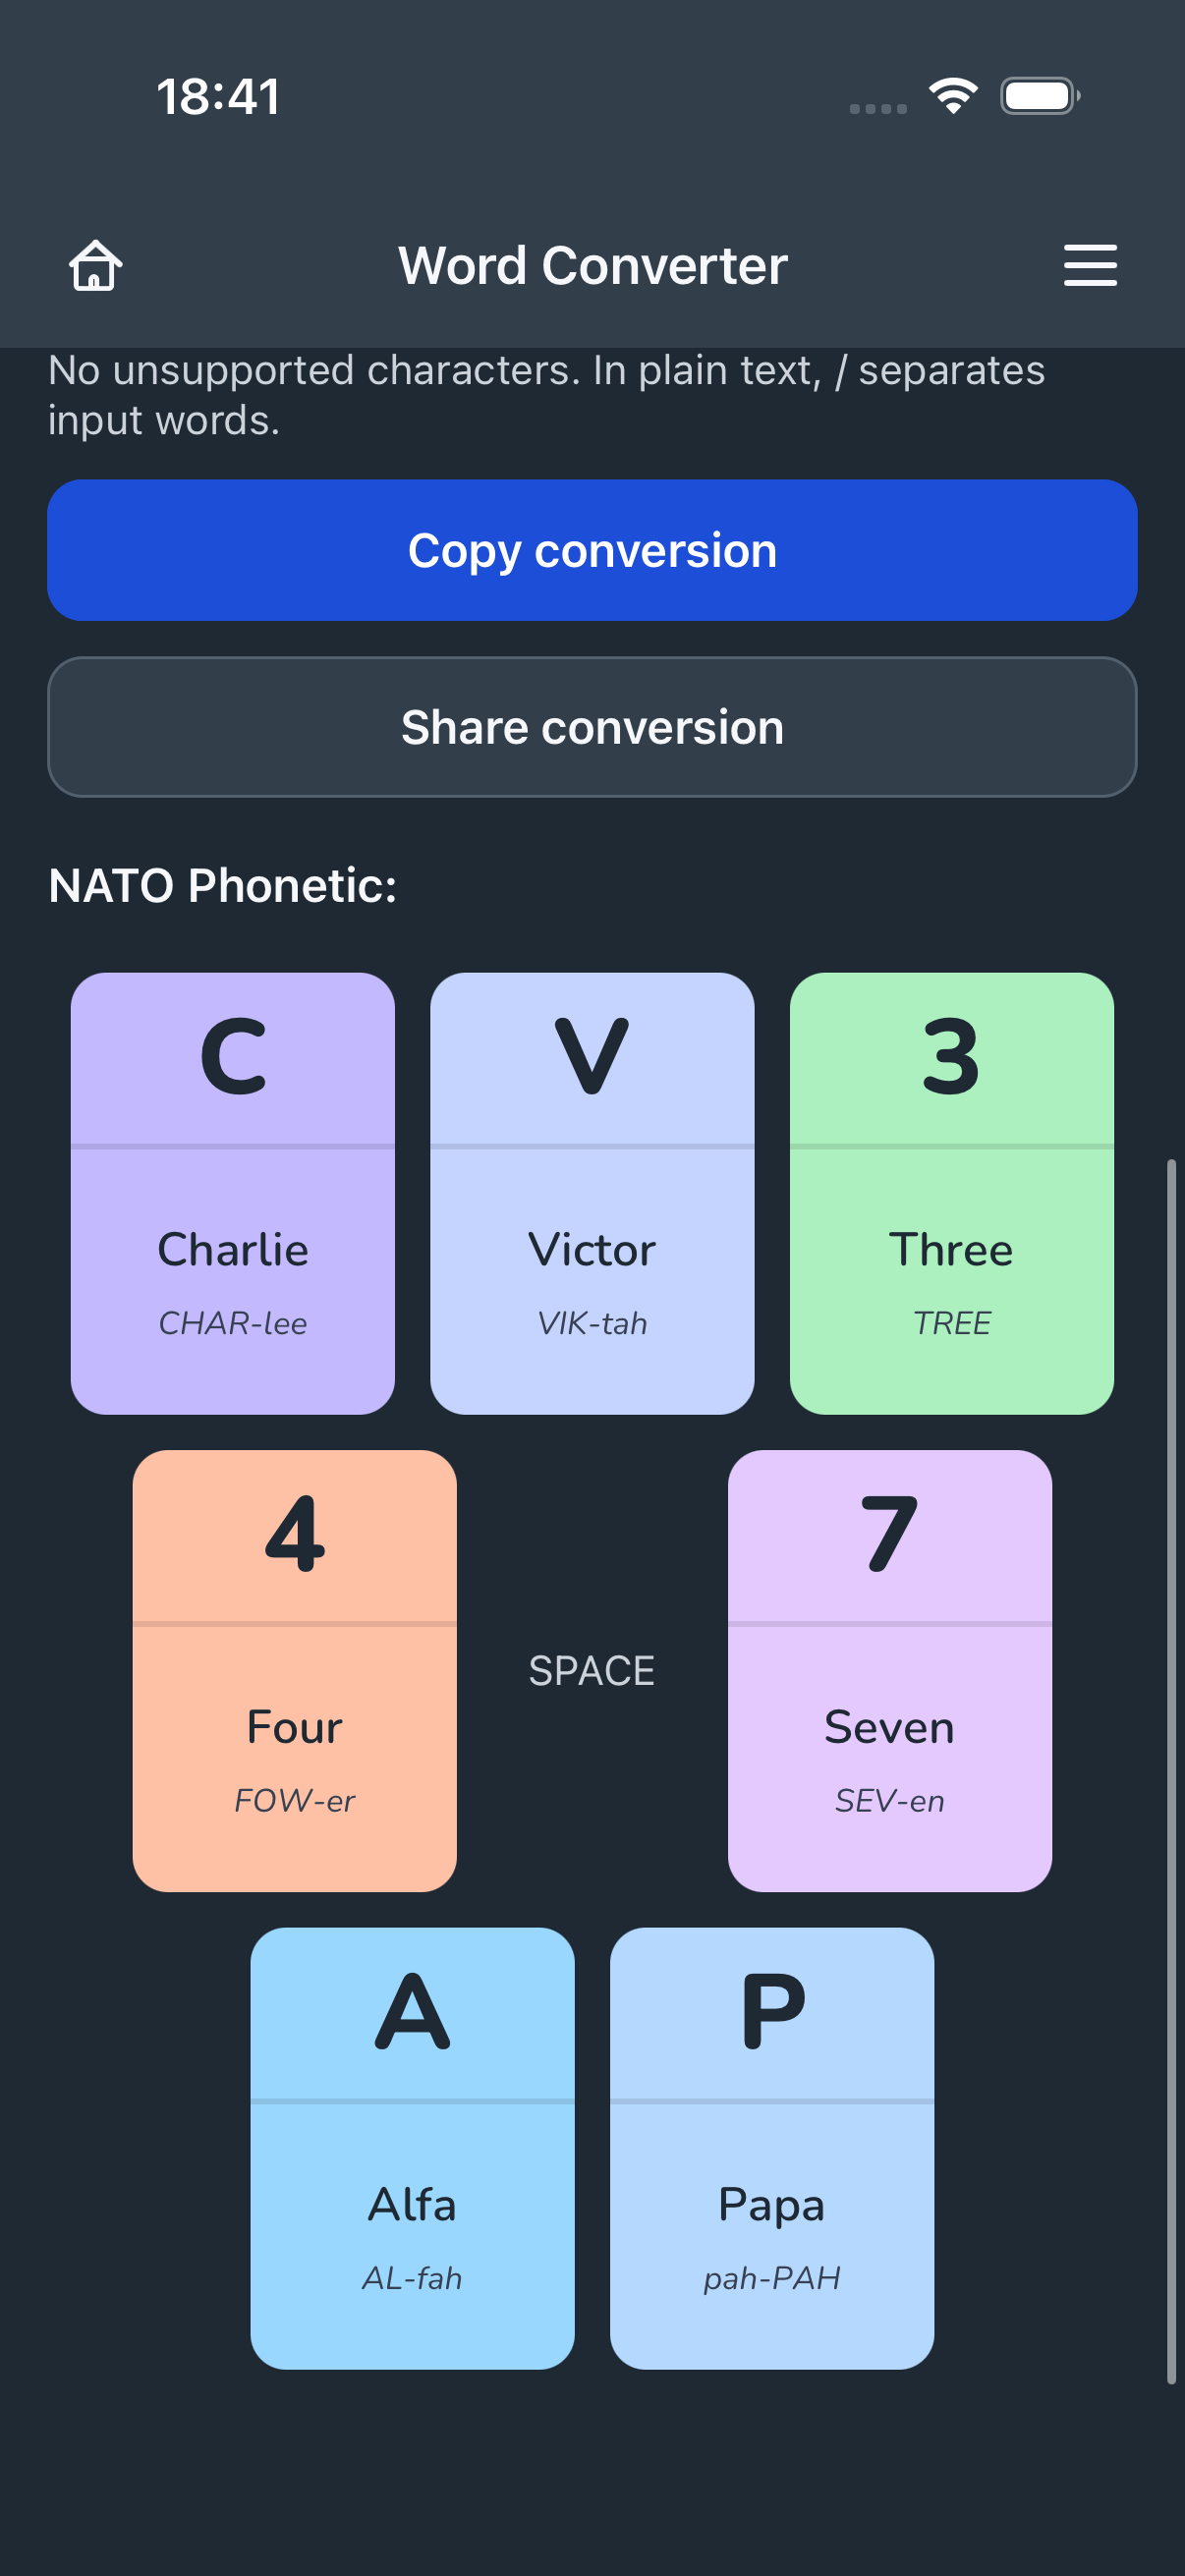 18:41
Word Converter
No unsupported characters. In plain text, / separates
input words.
Copy conversion
Share conversion
NATO Phonetic:
C V 3
Charlie Victor Three
CHAR-lee VIK-tah TREE
4 7
SPACE
Four Seven
FOW-er SEV-en
A P
Alfa Papa
AL-fah pah-PAH